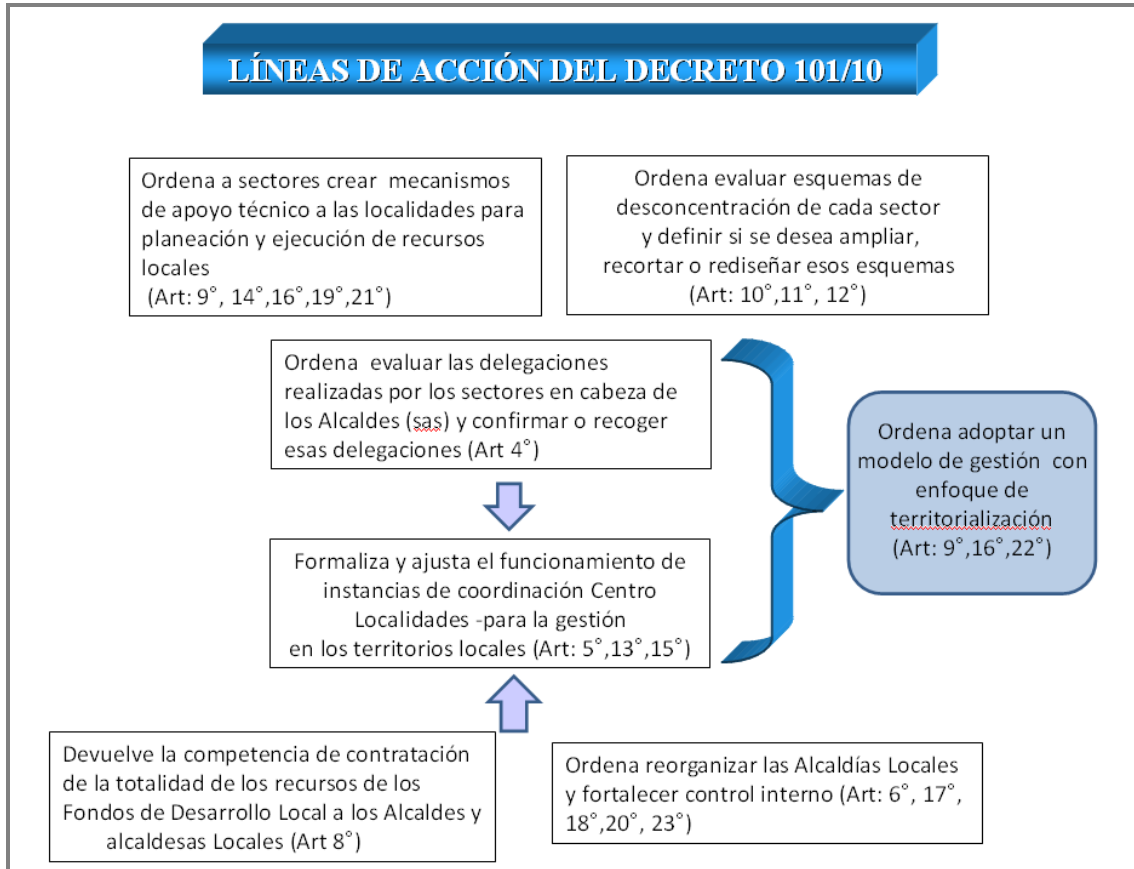 LÍNEAS DE ACCIÓN DEL DECRETO 101/10
Ordena a sectores crear mecanismos
de apoyo técnico a las localidades para
planeación y ejecución de recursos
locales
(Art: 9°, 14°,16°,19°,21°)
Ordena evaluar esquemas de
desconcentración de cada sector
y definir si se desea ampliar,
recortar o rediseñar esos esquemas
(Art: 10°,11°, 12°)
Ordena evaluar las delegaciones
realizadas por los sectores en cabeza de
los Alcaldes (sas) y confirmar o recoger
esas delegaciones (Art 4°)
Ordena adoptar un
modelo de gestión con
enfoque de
territorialización
(Art: 9°,16°,22°)
Formaliza y ajusta el funcionamiento de
instancias de coordinación Centro
Localidades -para la gestión
en los territorios locales (Art: 5°,13°,15°)
Devuelve la competencia de contratación
de la totalidad de los recursos de los
Fondos de Desarrollo Local a los Alcaldes y
alcaldesas Locales (Art 8°)
Ordena reorganizar las Alcaldías Locales
y fortalecer control interno (Art: 6°, 17°,
18°,20°, 23°)